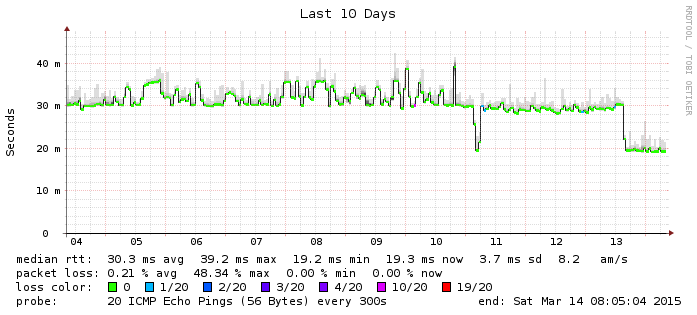 Last 10 Days
RRDTOOL / TOBI OETIKER
Seconds
40 m
30 m
20 m
10 m
0
04 05 06 07 08 09 10 11 12 13
median rtt: 30.3 ms avg 39.2 ms max 19.2 ms min 19.3 ms now 3.7 ms sd 8.2 am/s
packet loss: 0.21 % avg 48.34 % max 0.00 % min 0.00 % now
loss color: 0 1/20 2/20 3/20 4/20 10/20 19/20
probe: 20 ICMP Echo Pings (56 Bytes) every 300s end: Sat Mar 14 08:05:04 2015